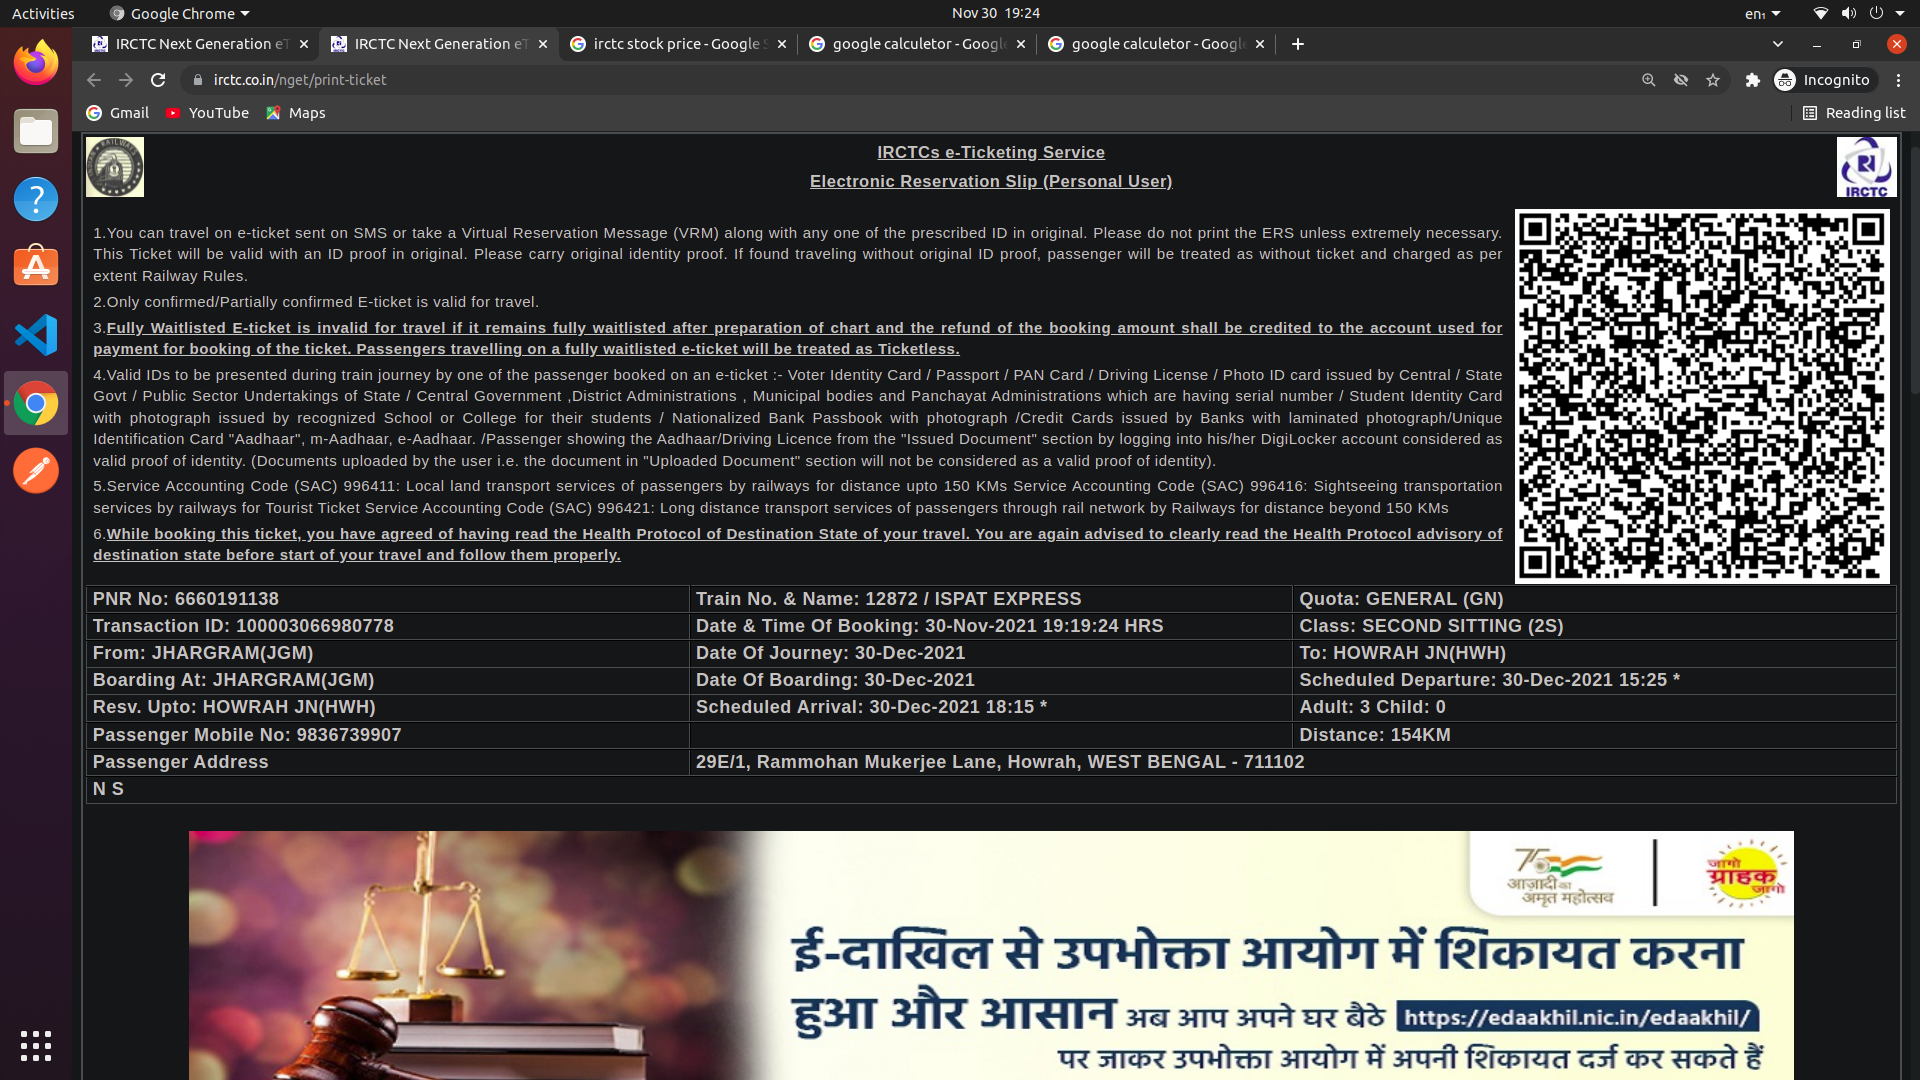 Activities
Google Chrome
Nov 30 19:24
en₁
IRCTC Next Generation eT
IRCTC Next Generation eT
irctc stock price - Google S
google calculetor - Google
google calculetor - Google
irctc.co.in/nget/print-ticket
Incognito
Gmail
YouTube
Maps
Reading list
IRCTCs e-Ticketing Service
Electronic Reservation Slip (Personal User)
IRCTC
1.You can travel on e-ticket sent on SMS or take a Virtual Reservation Message (VRM) along with any one of the prescribed ID in original. Please do not print the ERS unless extremely necessary.
This Ticket will be valid with an ID proof in original. Please carry original identity proof. If found traveling without original ID proof, passenger will be treated as without ticket and charged as per
extent Railway Rules.
2.Only confirmed/Partially confirmed E-ticket is valid for travel.
3.Fully Waitlisted E-ticket is invalid for travel if it remains fully waitlisted after preparation of chart and the refund of the booking amount shall be credited to the account used for
payment for booking of the ticket. Passengers travelling on a fully waitlisted e-ticket will be treated as Ticketless.
4.Valid IDs to be presented during train journey by one of the passenger booked on an e-ticket :- Voter Identity Card / Passport / PAN Card / Driving License / Photo ID card issued by Central / State
Govt / Public Sector Undertakings of State / Central Government ,District Administrations , Municipal bodies and Panchayat Administrations which are having serial number / Student Identity Card
with photograph issued by recognized School or College for their students / Nationalized Bank Passbook with photograph /Credit Cards issued by Banks with laminated photograph/Unique
Identification Card "Aadhaar", m-Aadhaar, e-Aadhaar. /Passenger showing the Aadhaar/Driving Licence from the "Issued Document" section by logging into his/her DigiLocker account considered as
valid proof of identity. (Documents uploaded by the user i.e. the document in "Uploaded Document" section will not be considered as a valid proof of identity).
5.Service Accounting Code (SAC) 996411: Local land transport services of passengers by railways for distance upto 150 KMs Service Accounting Code (SAC) 996416: Sightseeing transportation
services by railways for Tourist Ticket Service Accounting Code (SAC) 996421: Long distance transport services of passengers through rail network by Railways for distance beyond 150 KMs
6.While booking this ticket, you have agreed of having read the Health Protocol of Destination State of your travel. You are again advised to clearly read the Health Protocol advisory of
destination state before start of your travel and follow them properly.
PNR No: 6660191138
Train No. & Name: 12872 / ISPAT EXPRESS
Quota: GENERAL (GN)
Transaction ID: 100003066980778
Date & Time Of Booking: 30-Nov-2021 19:19:24 HRS
Class: SECOND SITTING (2S)
From: JHARGRAM(JGM)
Date Of Journey: 30-Dec-2021
To: HOWRAH JN(HWH)
Boarding At: JHARGRAM(JGM)
Date Of Boarding: 30-Dec-2021
Scheduled Departure: 30-Dec-2021 15:25 *
Resv. Upto: HOWRAH JN(HWH)
Scheduled Arrival: 30-Dec-2021 18:15 *
Adult: 3 Child: 0
Passenger Mobile No: 9836739907
Distance: 154KM
Passenger Address
29E/1, Rammohan Mukerjee Lane, Howrah, WEST BENGAL - 711102
N S
75
आज़ादी का
अमृत महोत्सव
जागो
ग्राहक
जागो
ई-दाखिल से उपभोक्ता आयोग में शिकायत करना
हुआ और आसान अब आप अपने घर बैठे https://edaakhil.nic.in/edaakhil/
पर जाकर उपभोक्ता आयोग में अपनी शिकायत दर्ज कर सकते हैं